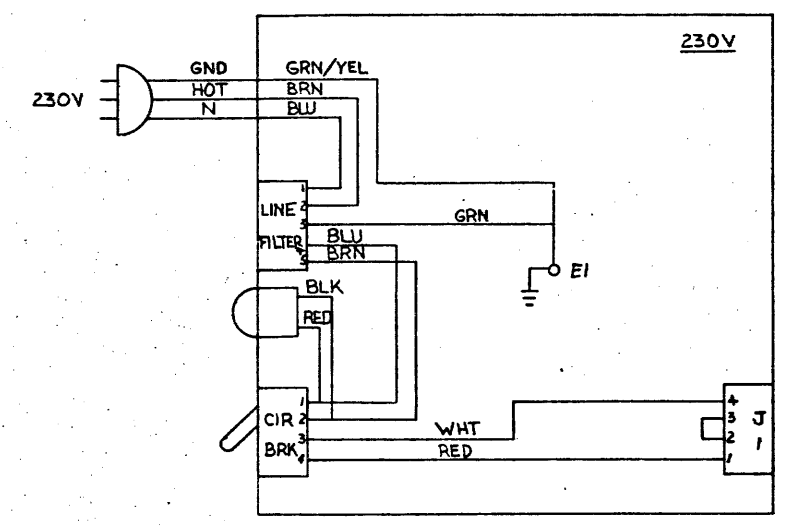 230V
GND GRN/YEL
HOT BRN
230V
N BLU
1
LINE 2
3 GRN
FILTER 4 BLU
5 BRN
E1
BLK
RED
1
CIR 2
3 WHT
BRK 4 RED
4
3 J
2 1
1